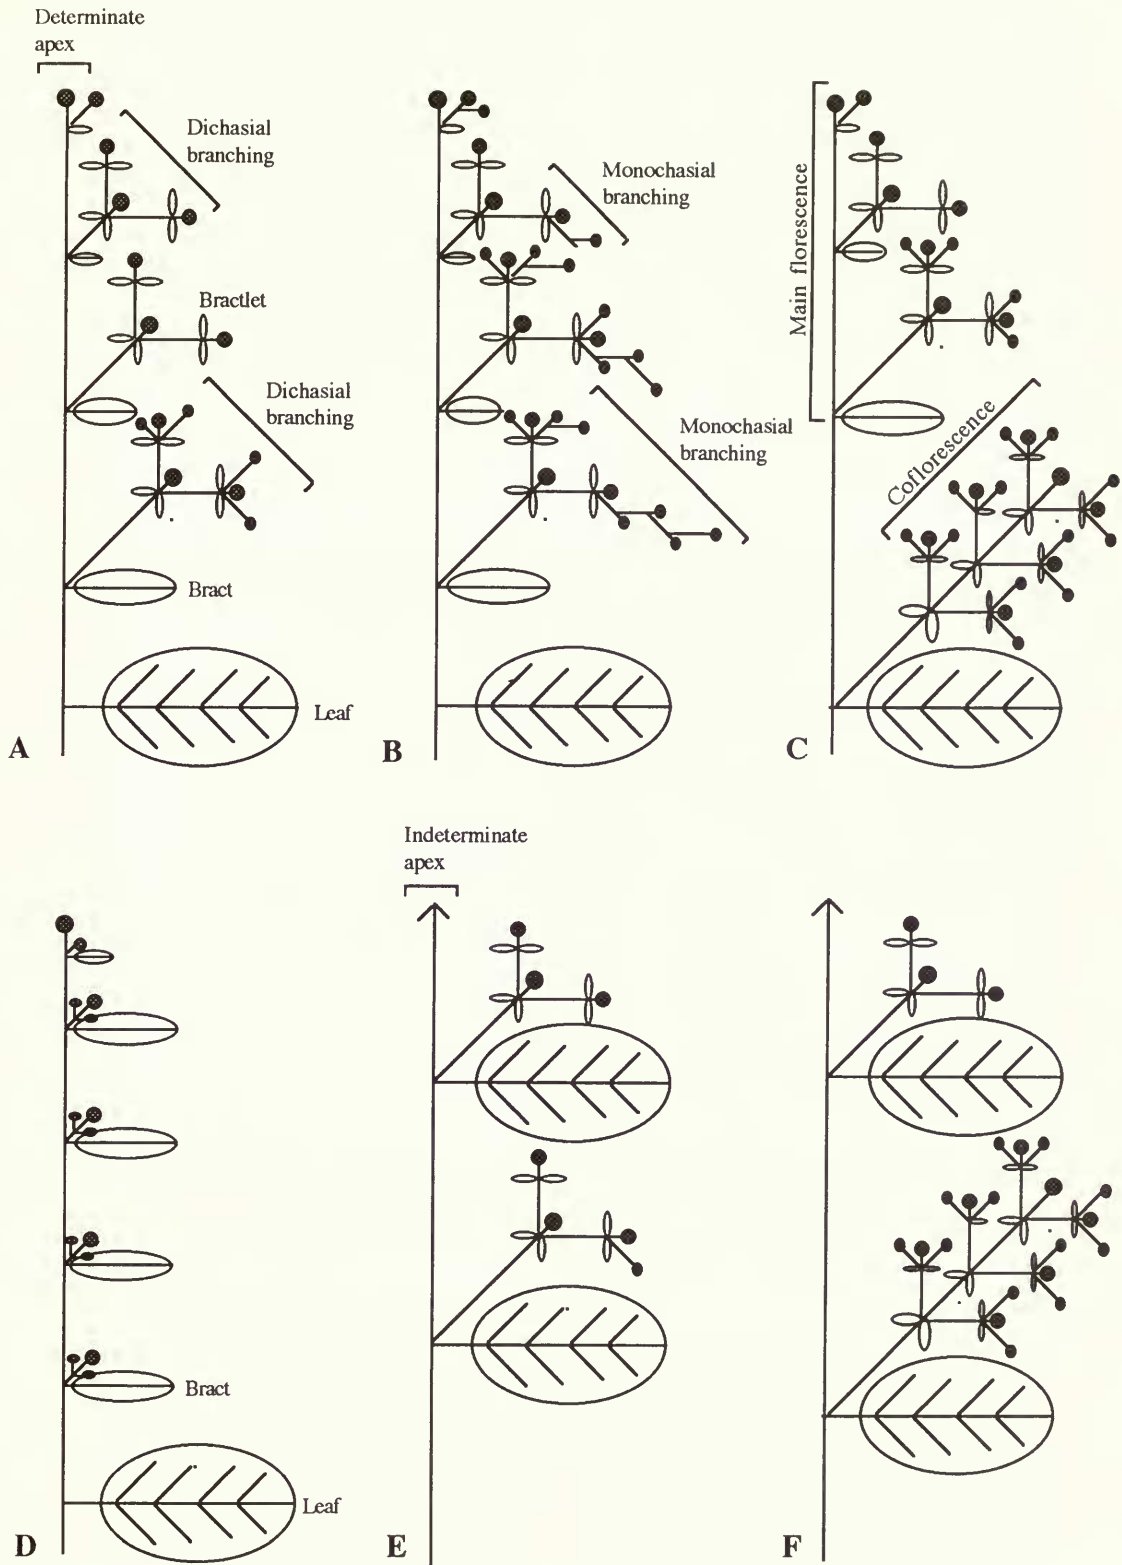 Determinate
apex
Dichasial
branching
Bractlet
Dichasial
branching
Bract
Leaf
A
Monochasial
branching
Monochasial
branching
B
Main florescence
Coflorescence
C
Bract
Leaf
D
Indeterminate
apex
E
F